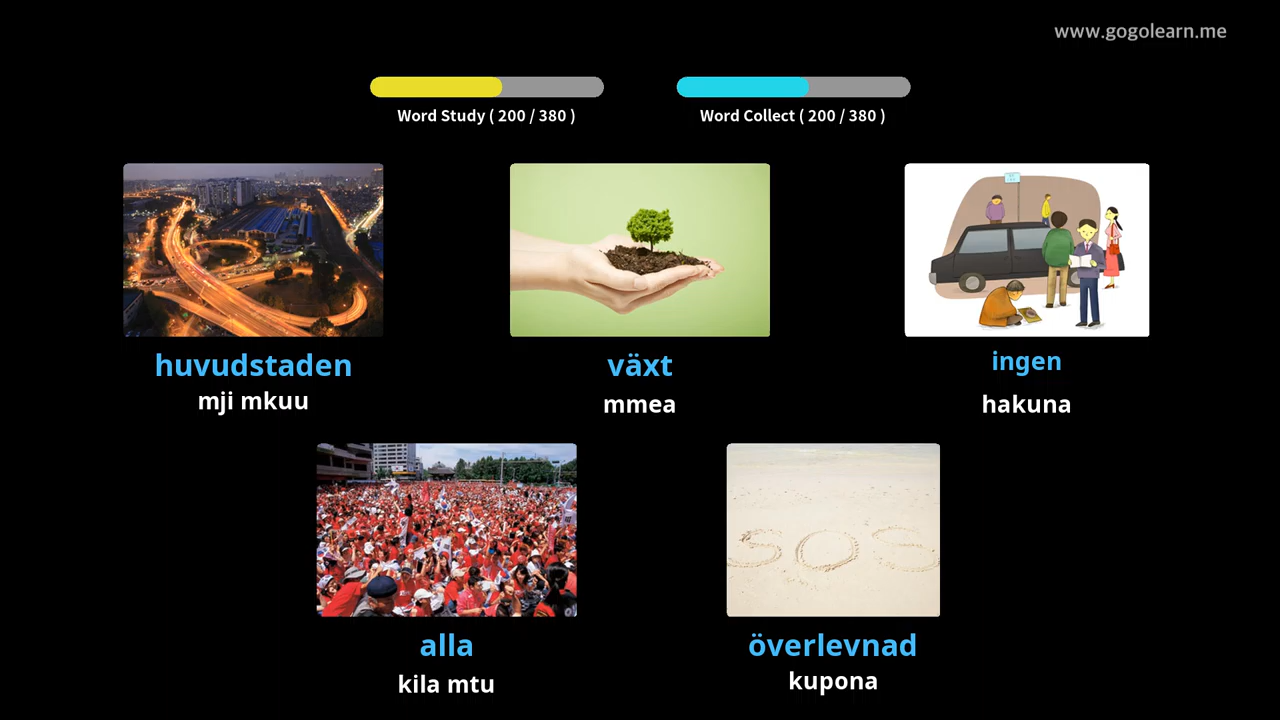 www.gogolearn.me
Word Study ( 200 / 380 )
Word Collect ( 200 / 380 )
huvudstaden
mji mkuu
växt
mmea
ingen
hakuna
alla
kila mtu
SOS
överlevnad
kupona